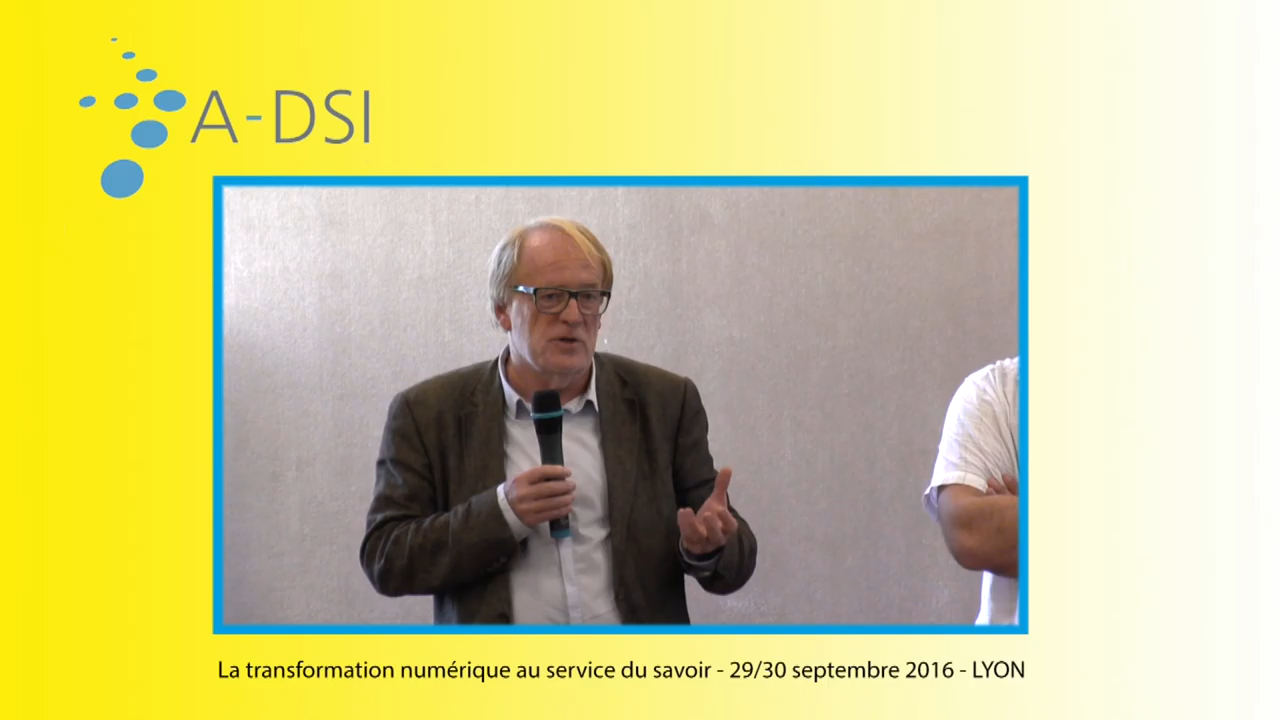 A-DSI
La transformation numérique au service du savoir - 29/30 septembre 2016 - LYON